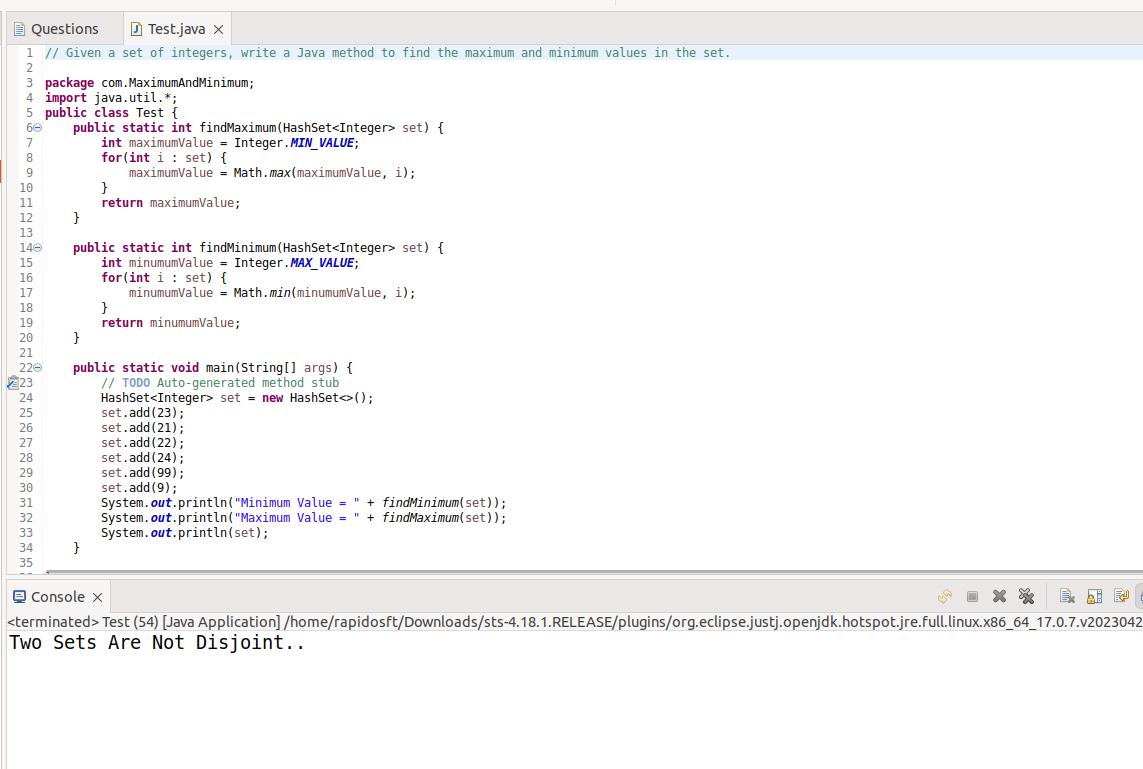 Questions
Test.java
1 // Given a set of integers, write a Java method to find the maximum and minimum values in the set.
2
3 package com.MaximumAndMinimum;
4 import java.util.*;
5 public class Test {
6 public static int findMaximum(HashSet<Integer> set) {
7 int maximumValue = Integer.MIN_VALUE;
8 for(int i : set) {
9 maximumValue = Math.max(maximumValue, i);
10 }
11 return maximumValue;
12 }
13
14 public static int findMinimum(HashSet<Integer> set) {
15 int minumumValue = Integer.MAX_VALUE;
16 for(int i : set) {
17 minumumValue = Math.min(minumumValue, i);
18 }
19 return minumumValue;
20 }
21
22 public static void main(String[] args) {
23 // TODO Auto-generated method stub
24 HashSet<Integer> set = new HashSet<>();
25 set.add(23);
26 set.add(21);
27 set.add(22);
28 set.add(24);
29 set.add(99);
30 set.add(9);
31 System.out.println("Minimum Value = " + findMinimum(set));
32 System.out.println("Maximum Value = " + findMaximum(set));
33 System.out.println(set);
34 }
35
Console
<terminated> Test (54) [Java Application] /home/rapidosft/Downloads/sts-4.18.1.RELEASE/plugins/org.eclipse.justj.openjdk.hotspot.jre.full.linux.x86_64_17.0.7.v2023042
Two Sets Are Not Disjoint..